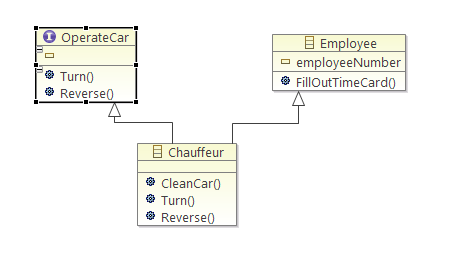 OperateCar
Turn()
Reverse()
Employee
employeeNumber
FillOutTimeCard()
Chauffeur
CleanCar()
Turn()
Reverse()